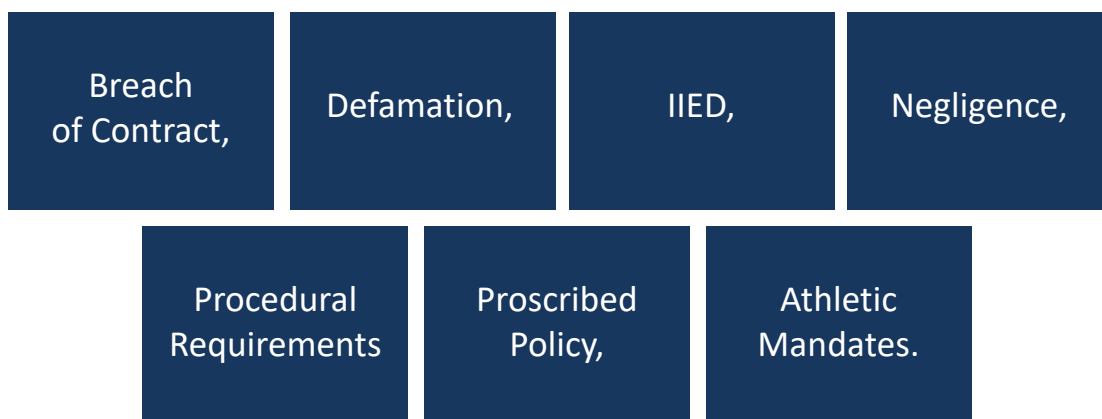 Breach
of Contract,
Defamation,
IIED,
Negligence,
Procedural
Requirements
Proscribed
Policy,
Athletic
Mandates.